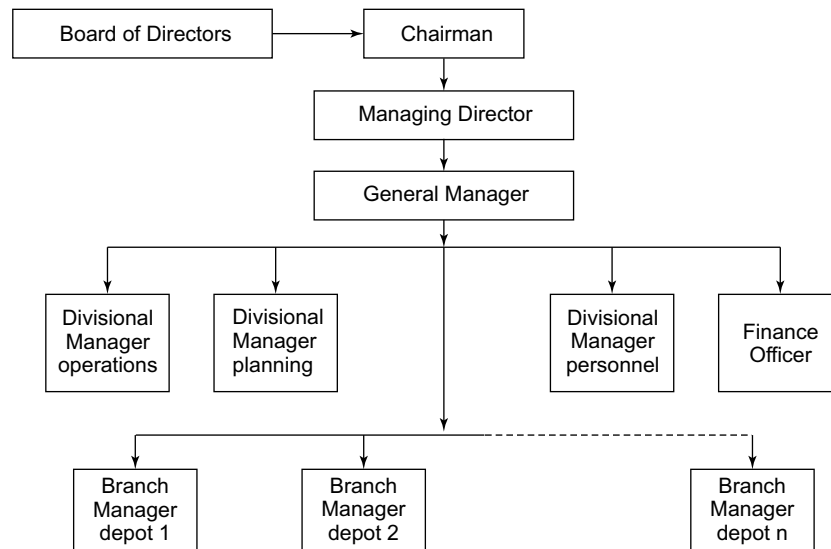 Board of Directors
Chairman
Managing Director
General Manager
Divisional
Manager
operations
Divisional
Manager
planning
Divisional
Manager
personnel
Finance
Officer
Branch
Manager
depot 1
Branch
Manager
depot 2
Branch
Manager
depot n